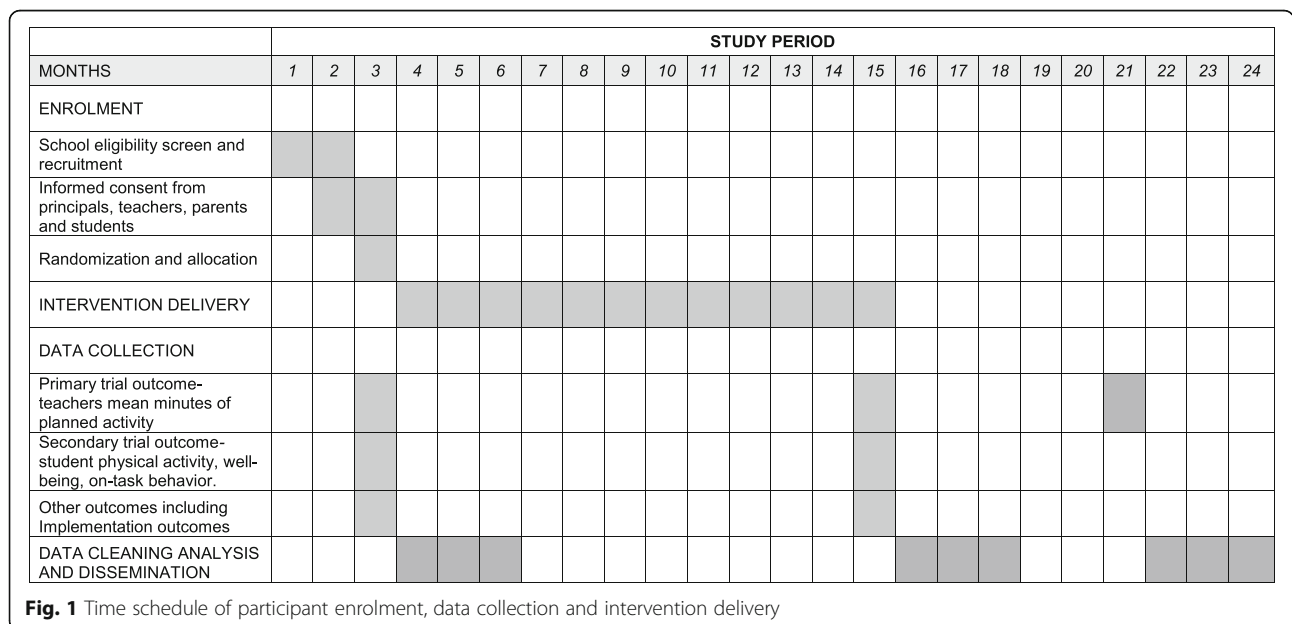 STUDY PERIOD
MONTHS 1 2 3 4 5 6 7 8 9 10 11 12 13 14 15 16 17 18 19 20 21 22 23 24
ENROLMENT
School eligibility screen and
recruitment
Informed consent from
principals, teachers, parents
and students
Randomization and allocation
INTERVENTION DELIVERY
DATA COLLECTION
Primary trial outcome-
teachers mean minutes of
planned activity
Secondary trial outcome-
student physical activity, well-
being, on-task behavior.
Other outcomes including
Implementation outcomes
DATA CLEANING ANALYSIS
AND DISSEMINATION
Fig. 1 Time schedule of participant enrolment, data collection and intervention delivery